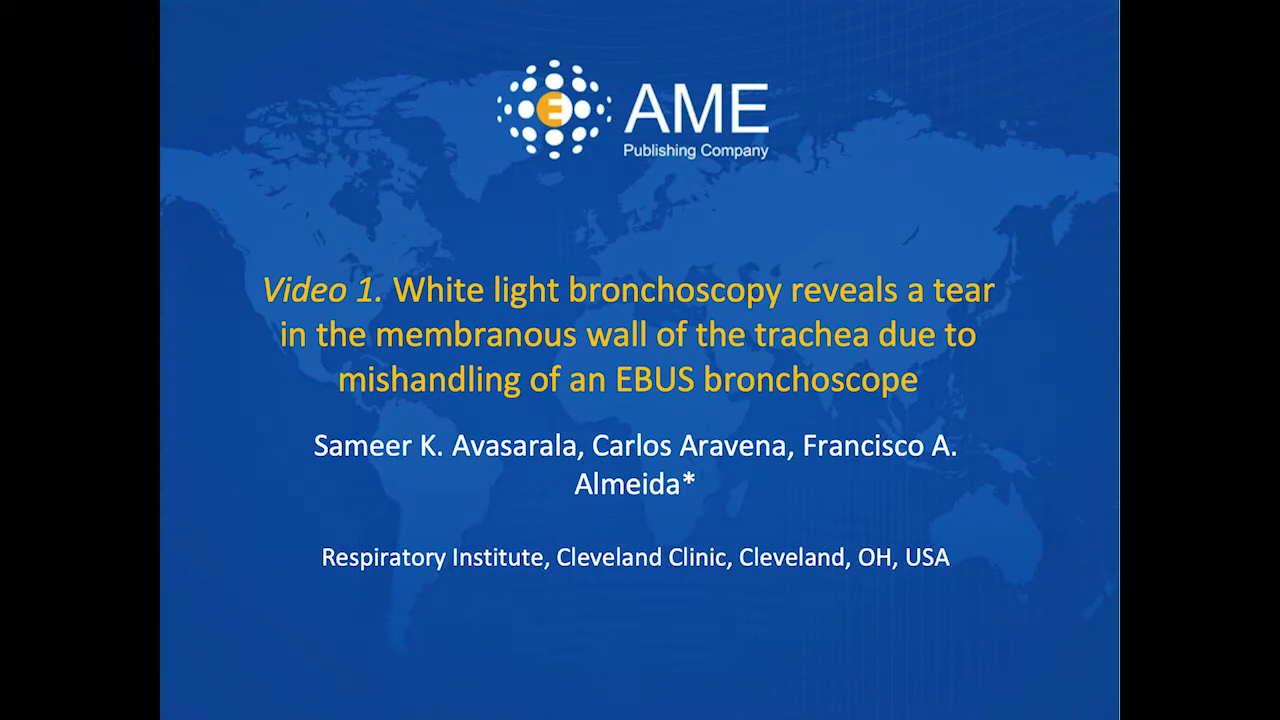 E AME
Publishing Company
Video 1. White light bronchoscopy reveals a tear
in the membranous wall of the trachea due to
mishandling of an EBUS bronchoscope
Sameer K. Avasarala, Carlos Aravena, Francisco A.
Almeida*
Respiratory Institute, Cleveland Clinic, Cleveland, OH, USA